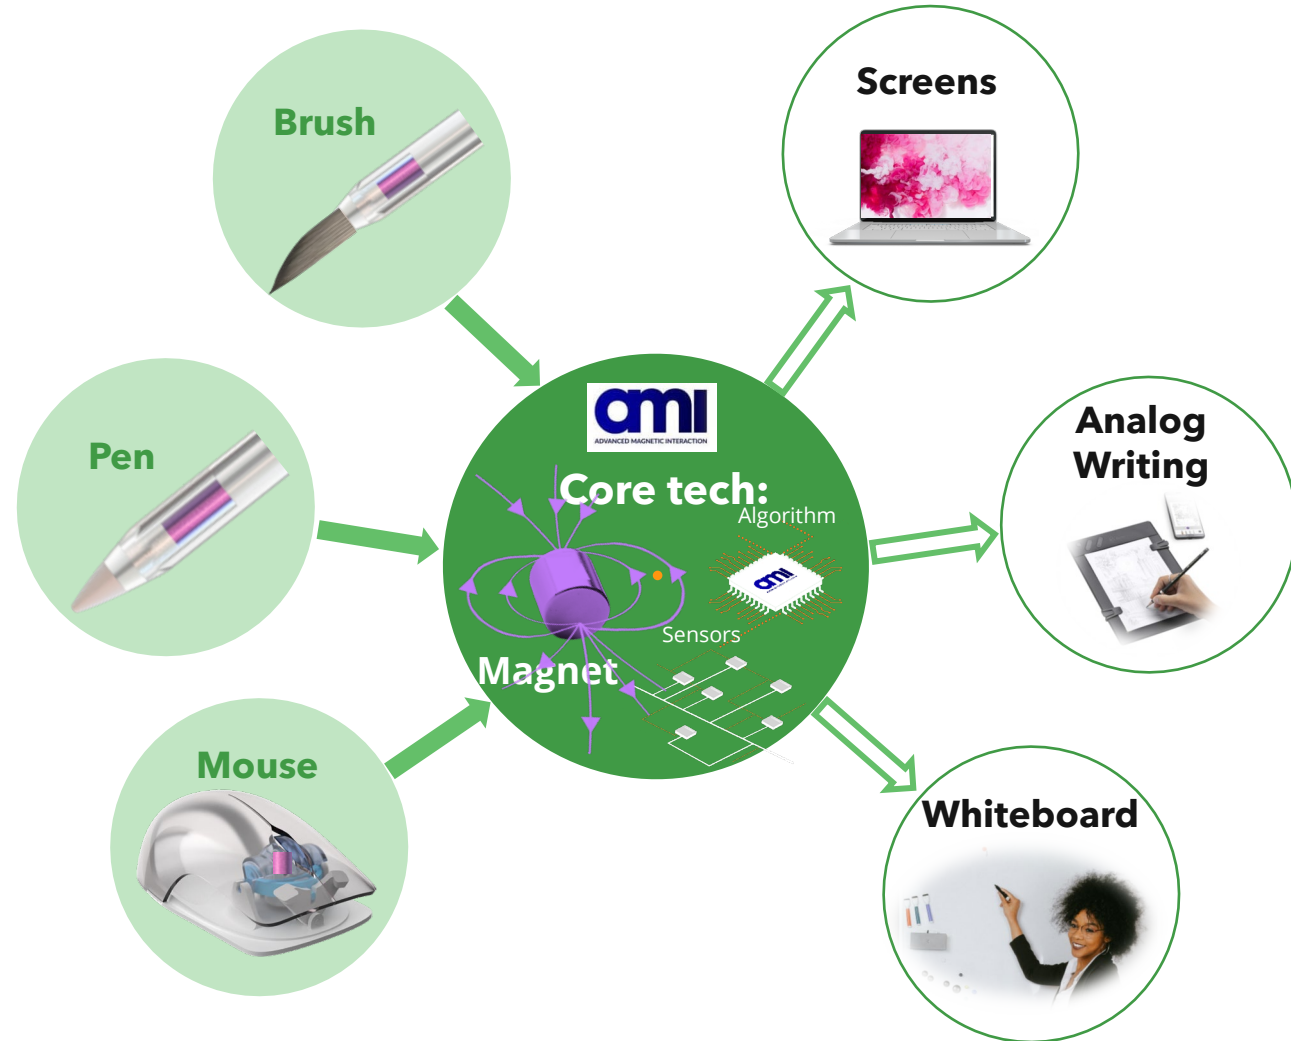 Brush
Screens
Pen
ami
ADVANCED MAGNETIC INTERACTION
Core tech:
Algorithm
ami
Sensors
Magnet
Analog
Writing
Mouse
Whiteboard